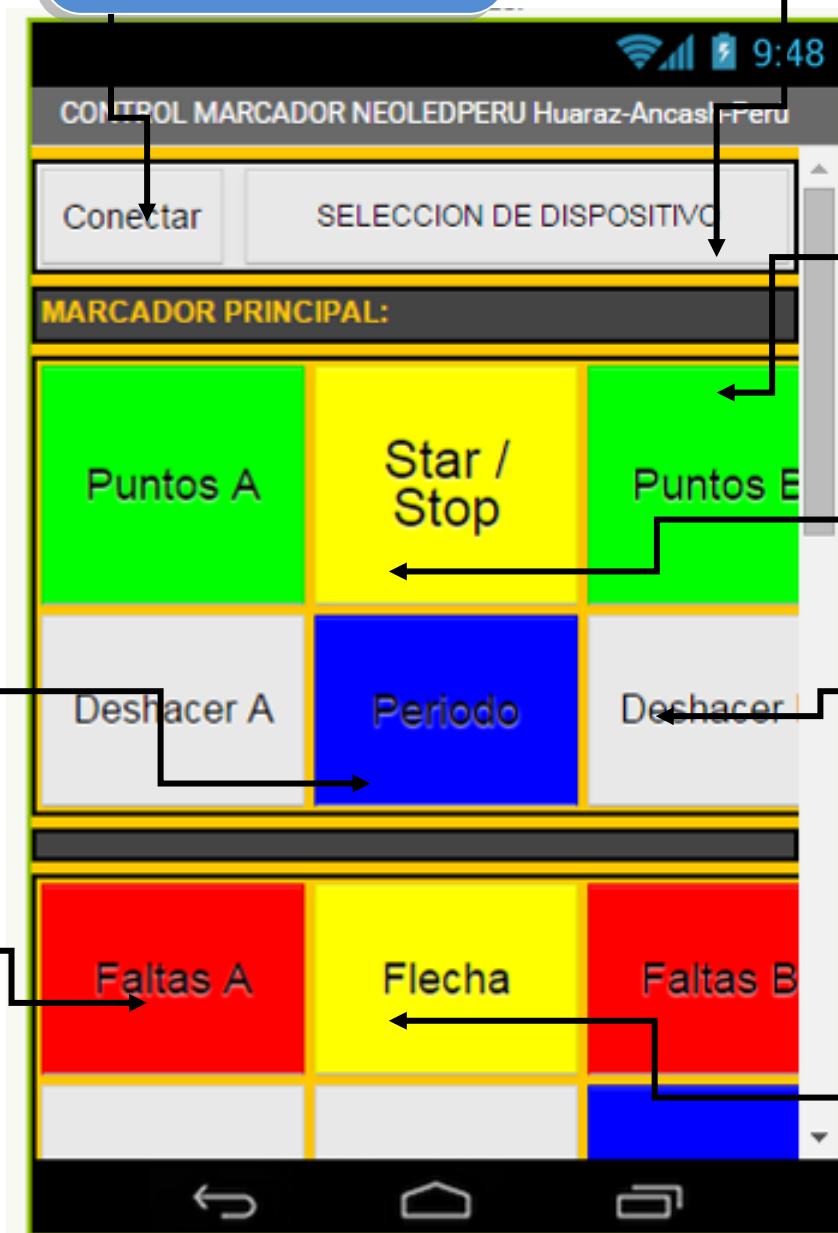 9:48
CONTROL MARCADOR NEOLEDPERU Huaraz-Ancash-Peru
Conectar SELECCION DE DISPOSITIVO
MARCADOR PRINCIPAL:
Puntos A
Star /
Stop
Puntos B
Deshacer A Periodo Deshacer
Faltas A Flecha Faltas B